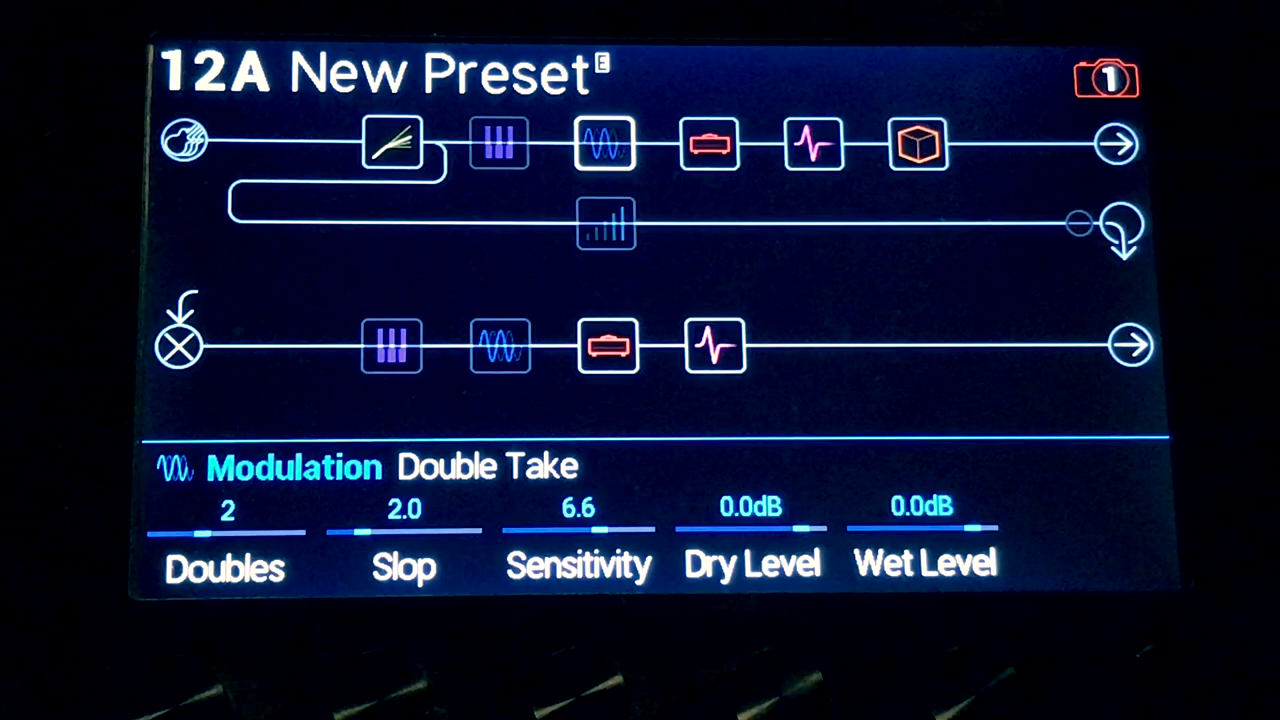 12A New Preset E
1
Modulation Double Take
2 2.0 6.6 0.0dB 0.0dB
Doubles Slop Sensitivity Dry Level Wet Level